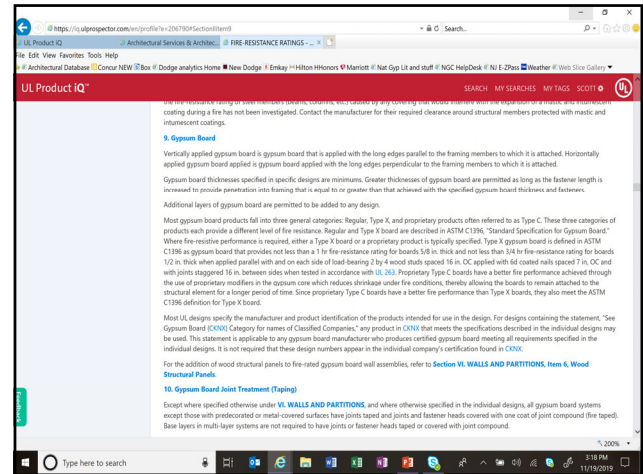 https://iq.ulprospector.com/en/profile?e=206790#SectionIItem9
Search...
UL Product iQ
Architectural Services & Architec...
FIRE-RESISTANCE RATINGS - ...
File Edit View Favorites Tools Help
Architectural Database Concur NEW Box Dodge analytics Home New Dodge Emkay Hilton HHonors Marriott Nat Gyp Lit and stuff NGC HelpDesk NJ E-ZPass Weather Web Slice Gallery
UL Product iQ™
SEARCH MY SEARCHES MY TAGS SCOTT
UL
the fire-resistance rating of steel members (beams, columns, etc.) caused by any covering that would interfere with the expansion of a mastic and intumescent
coating during a fire has not been investigated. Contact the manufacturer for their required clearance around structural members protected with mastic and
intumescent coatings.
9. Gypsum Board
Vertically applied gypsum board is gypsum board that is applied with the long edges parallel to the framing members to which it is attached. Horizontally
applied gypsum board applied is gypsum board applied with the long edges perpendicular to the framing members to which it is attached.
Gypsum board thicknesses specified in specific designs are minimums. Greater thicknesses of gypsum board are permitted as long as the fastener length is
increased to provide penetration into framing that is equal to or greater than that achieved with the specified gypsum board thickness and fasteners.
Additional layers of gypsum board are permitted to be added to any design.
Most gypsum board products fall into three general categories: Regular, Type X, and proprietary products often referred to as Type C. These three categories of
products each provide a different level of fire resistance. Regular and Type X board are described in ASTM C1396, "Standard Specification for Gypsum Board."
Where fire-resistive performance is required, either a Type X board or a proprietary product is typically specified. Type X gypsum board is defined in ASTM
C1396 as gypsum board that provides not less than a 1 hr fire-resistance rating for boards 5/8 in. thick and not less than 3/4 hr fire-resistance rating for boards
1/2 in. thick when applied parallel with and on each side of load-bearing 2 by 4 wood studs spaced 16 in. OC applied with 6d coated nails spaced 7 in, OC and
with joints staggered 16 in. between sides when tested in accordance with UL 263. Proprietary Type C boards have a better fire performance achieved through
the use of proprietary modifiers in the gypsum core which reduces shrinkage under fire conditions, thereby allowing the boards to remain attached to the
structural element for a longer period of time. Since proprietary Type C boards have a better fire performance than Type X boards, they also meet the ASTM
C1396 definition for Type X board.
Most UL designs specify the manufacturer and product identification of the products intended for use in the design. For designs containing the statement, "See
Gypsum Board (CKNX) Category for names of Classified Companies," any product in CKNX that meets the specifications described in the individual designs may
be used. This statement is applicable to any gypsum board manufacturer who produces certified gypsum board meeting all requirements specified in the
individual designs. It is not required that these design numbers appear in the individual company's certification found in CKNX.
For the addition of wood structural panels to fire-rated gypsum board wall assemblies, refer to Section VI. WALLS AND PARTITIONS, Item 6, Wood
Structural Panels.
10. Gypsum Board Joint Treatment (Taping)
Except where specified otherwise under VI. WALLS AND PARTITIONS, and where otherwise specified in the individual designs, all gypsum board systems
except those with predecorated or metal-covered surfaces have joints taped and joints and fastener heads covered with one coat of joint compound (fire taped).
Base layers in multi-layer systems are not required to have joints or fastener heads taped or covered with joint compound.
Feedback
200%
Type here to search
3:18 PM
11/19/2019